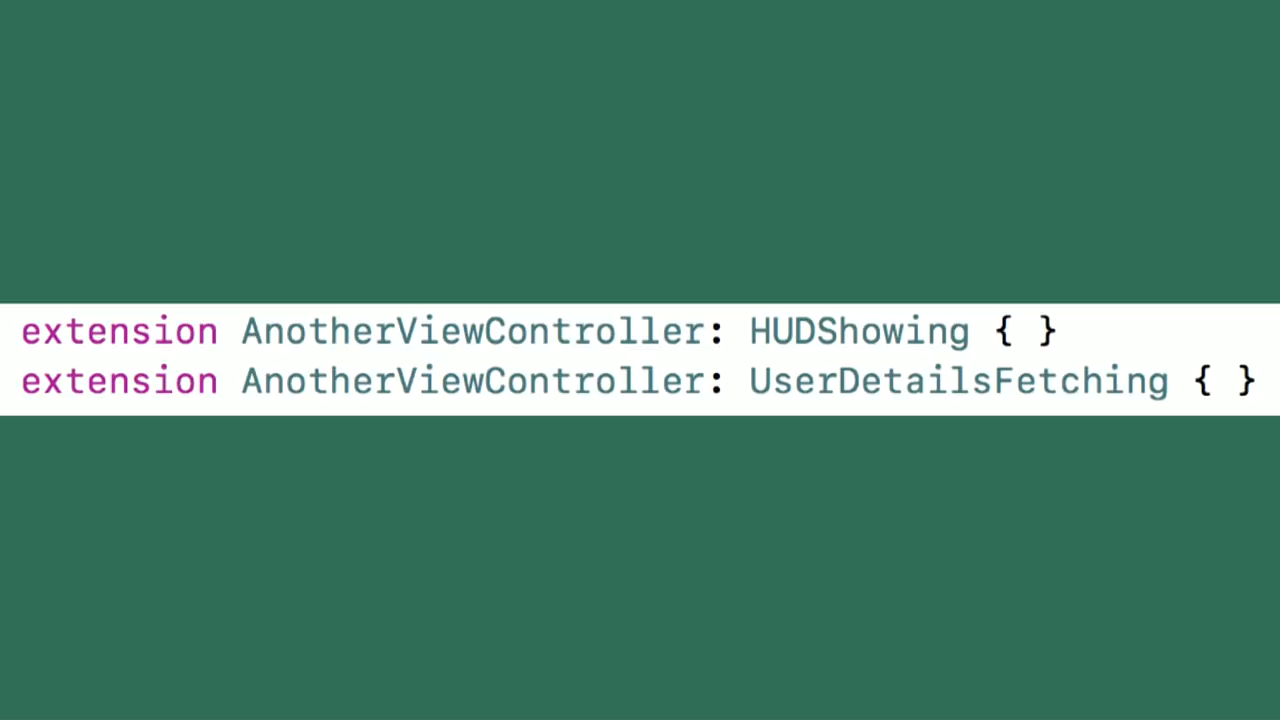 extension AnotherViewController: HUDShowing { }
extension AnotherViewController: UserDetailsFetching { }